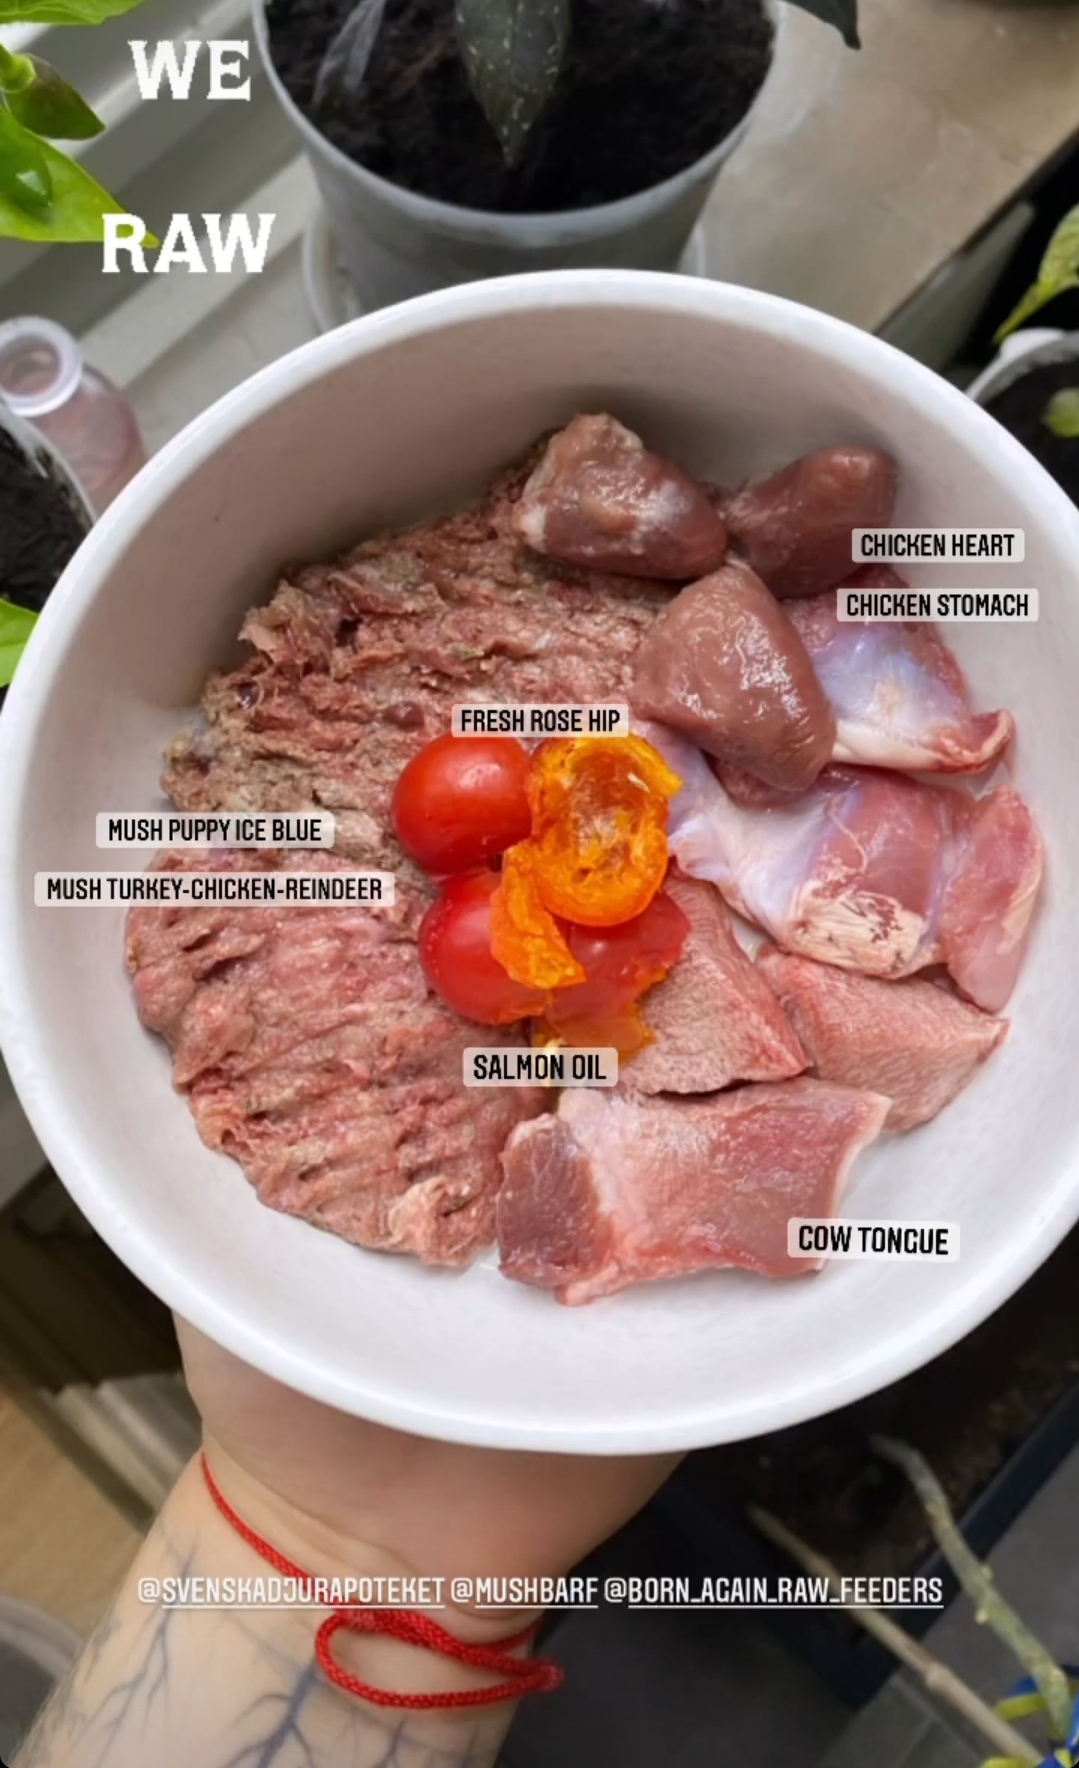 WE
RAW
CHICKEN HEART
CHICKEN STOMACH
FRESH ROSE HIP
MUSH PUPPY ICE BLUE
MUSH TURKEY-CHICKEN-REINDEER
SALMON OIL
COW TONGUE
@SVENSKADJURAPOTEKET @MUSHBARF @BORN_AGAIN_RAW_FEEDERS